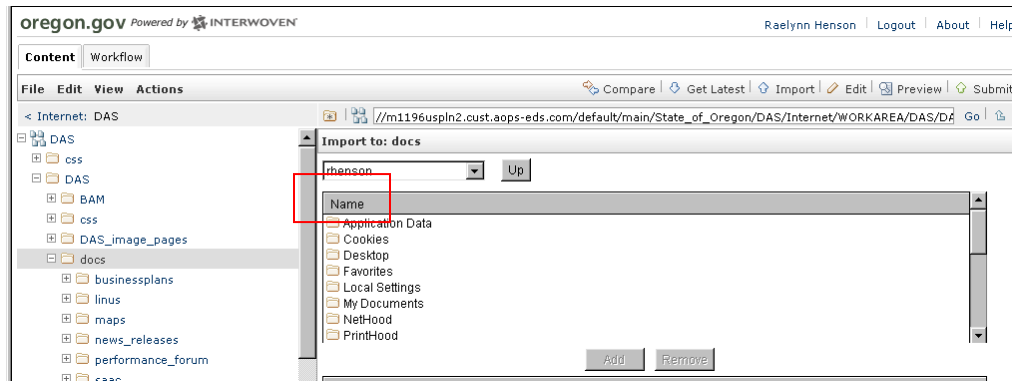 oregon.gov Powered by INTERWOVEN
Raelynn Henson Logout About Help
Content Workflow
File Edit View Actions
Compare Get Latest Import Edit Preview Submit
< Internet: DAS
//m1196uspln2.cust.aops-eds.com/default/main/State_of_Oregon/DAS/Internet/WORKAREA/DAS/DA Go
DAS
css
DAS
BAM
css
DAS_image_pages
docs
businessplans
linus
maps
news_releases
performance_forum
saac
Import to: docs
rhenson Up
Name
Application Data
Cookies
Desktop
Favorites
Local Settings
My Documents
NetHood
PrintHood
Add Remove